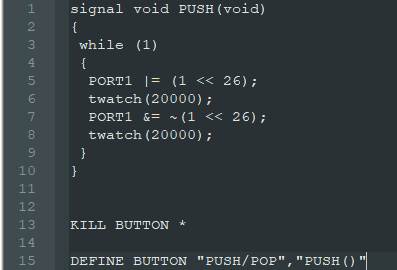 1 signal void PUSH(void)
2 {
3 while (1)
4 {
5 PORT1 |= (1 << 26);
6 twatch(20000);
7 PORT1 &= ~(1 << 26);
8 twatch(20000);
9 }
10 }
11
12
13 KILL BUTTON *
14
15 DEFINE BUTTON "PUSH/POP","PUSH()"